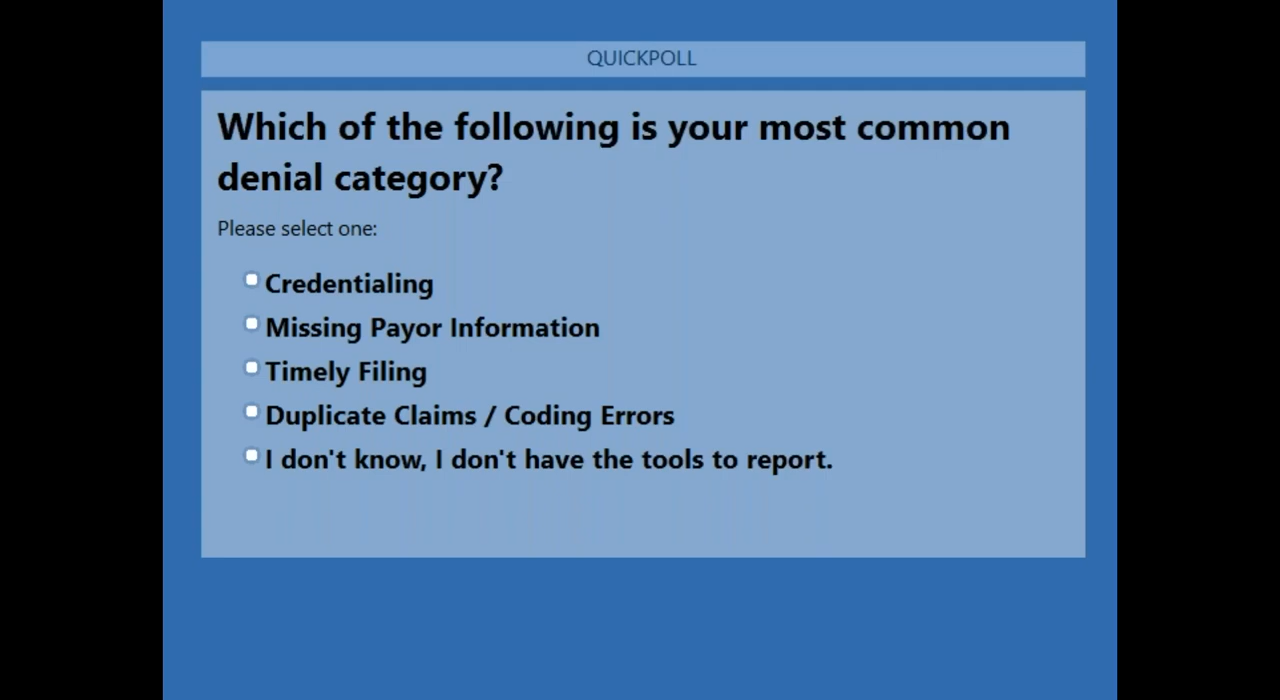 QUICKPOLL
Which of the following is your most common
denial category?
Please select one:
Credentialing
Missing Payor Information
Timely Filing
Duplicate Claims / Coding Errors
I don't know, I don't have the tools to report.